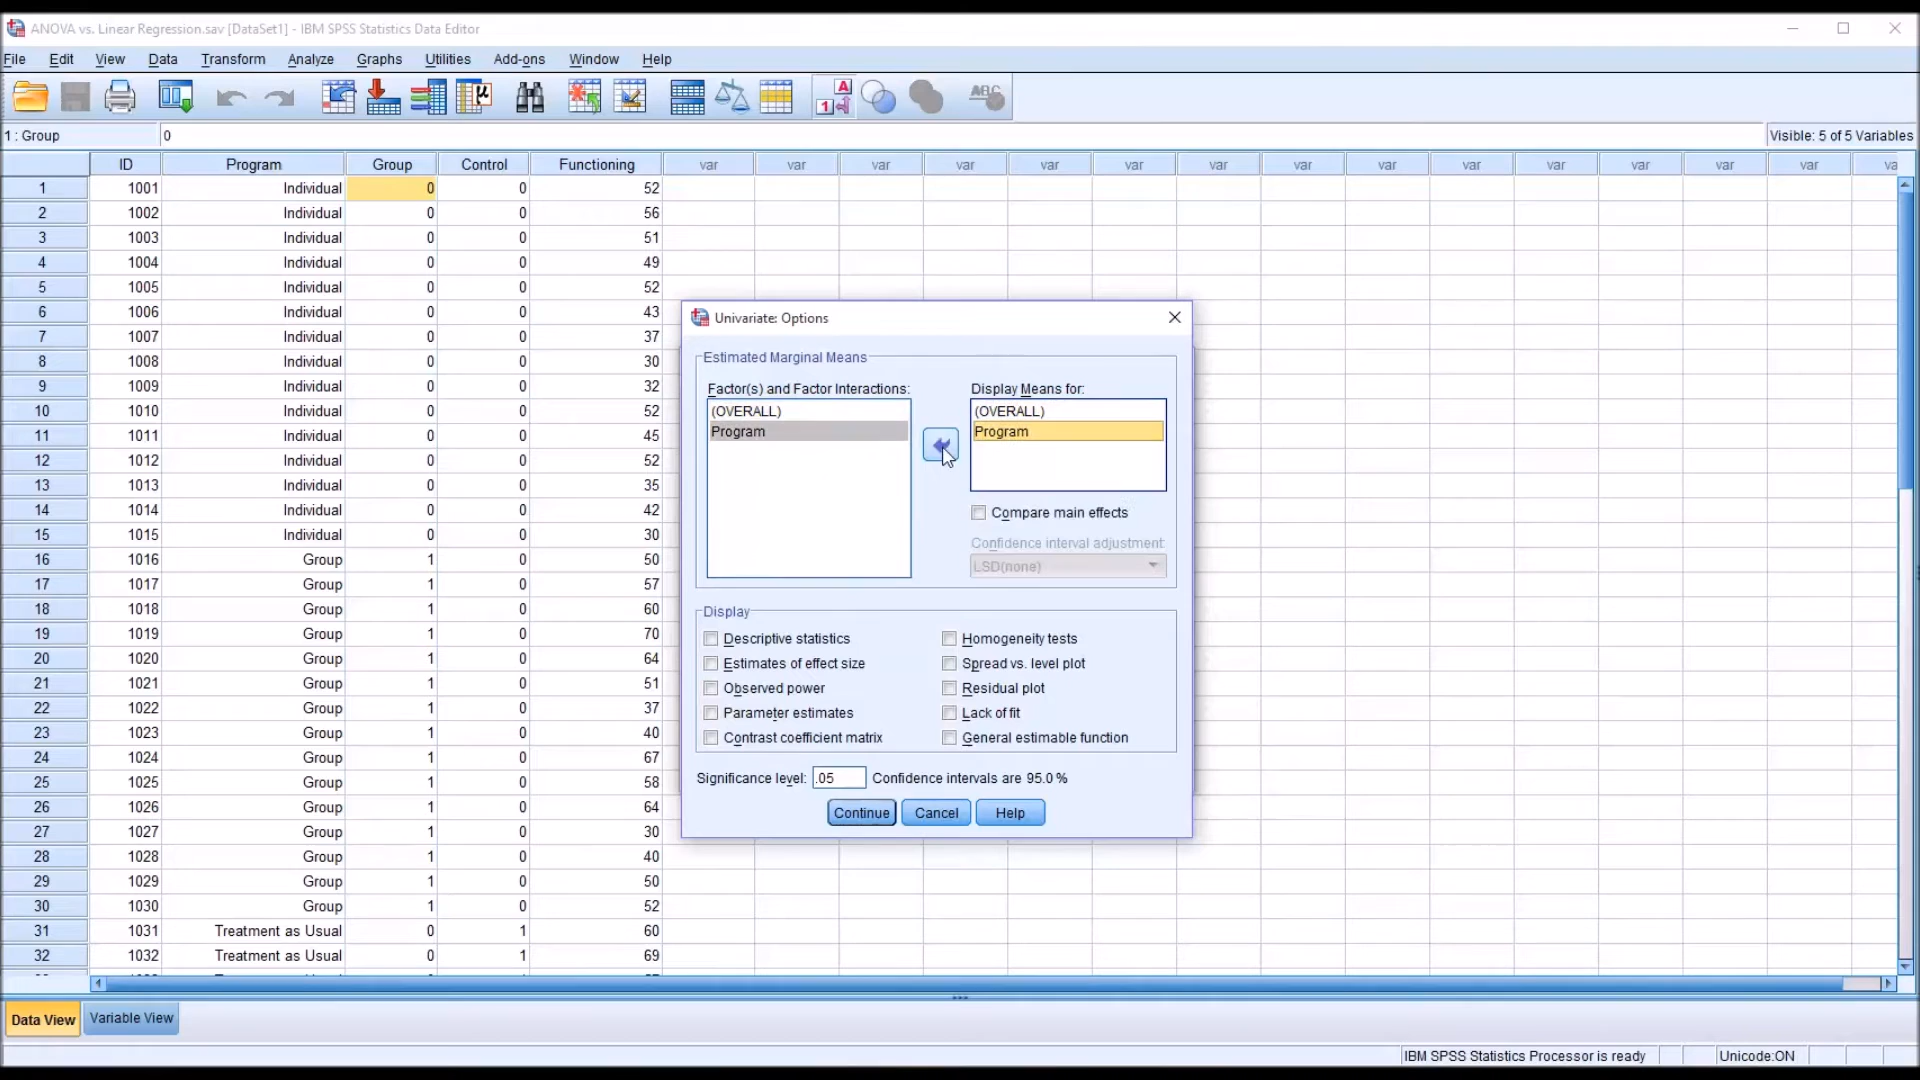 ANOVA vs. Linear Regression.sav [DataSet1] - IBM SPSS Statistics Data Editor
File Edit View Data Transform Analyze Graphs Utilities Add-ons Window Help
1 A ABC
1 : Group 0 Visible: 5 of 5 Variables
ID Program Group Control Functioning var var var var var var var var var var var var var var va
1 1001 Individual 0 0 52
2 1002 Individual 0 0 56
3 1003 Individual 0 0 51
4 1004 Individual 0 0 49
5 1005 Individual 0 0 52
6 1006 Individual 0 0 43
7 1007 Individual 0 0 37
8 1008 Individual 0 0 30
9 1009 Individual 0 0 32
10 1010 Individual 0 0 52
11 1011 Individual 0 0 45
12 1012 Individual 0 0 52
13 1013 Individual 0 0 35
14 1014 Individual 0 0 42
15 1015 Individual 0 0 30
16 1016 Group 1 0 50
17 1017 Group 1 0 57
18 1018 Group 1 0 60
19 1019 Group 1 0 70
20 1020 Group 1 0 64
21 1021 Group 1 0 51
22 1022 Group 1 0 37
23 1023 Group 1 0 40
24 1024 Group 1 0 67
25 1025 Group 1 0 58
26 1026 Group 1 0 64
27 1027 Group 1 0 30
28 1028 Group 1 0 40
29 1029 Group 1 0 50
30 1030 Group 1 0 52
31 1031 Treatment as Usual 0 1 60
32 1032 Treatment as Usual 0 1 69
Univariate: Options
Estimated Marginal Means
Factor(s) and Factor Interactions: Display Means for:
(OVERALL) (OVERALL)
Program Program
Compare main effects
Confidence interval adjustment:
LSD(none)
Display
Descriptive statistics Homogeneity tests
Estimates of effect size Spread vs. level plot
Observed power Residual plot
Parameter estimates Lack of fit
Contrast coefficient matrix General estimable function
Significance level: .05 Confidence intervals are 95.0 %
Continue Cancel Help
Data View Variable View
IBM SPSS Statistics Processor is ready Unicode:ON